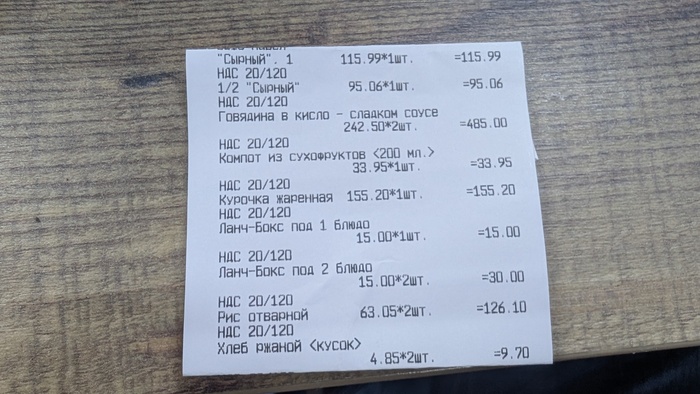 "Сырный". 1 115.99*1шт. =115.99
НДС 20/120
1/2 "Сырный" 95.06*1шт. =95.06
НДС 20/120
Говядина в кисло - сладком соусе
242.50*2шт. =485.00
НДС 20/120
Компот из сухофруктов <200 мл.>
33.95*1шт. =33.95
НДС 20/120
Курочка жаренная 155.20*1шт. =155.20
НДС 20/120
Ланч-Бокс под 1 блюдо
15.00*1шт. =15.00
НДС 20/120
Ланч-Бокс под 2 блюдо
15.00*2шт. =30.00
НДС 20/120
Рис отварной 63.05*2шт. =126.10
НДС 20/120
Хлеб ржаной <кусок>
4.85*2шт. =9.70